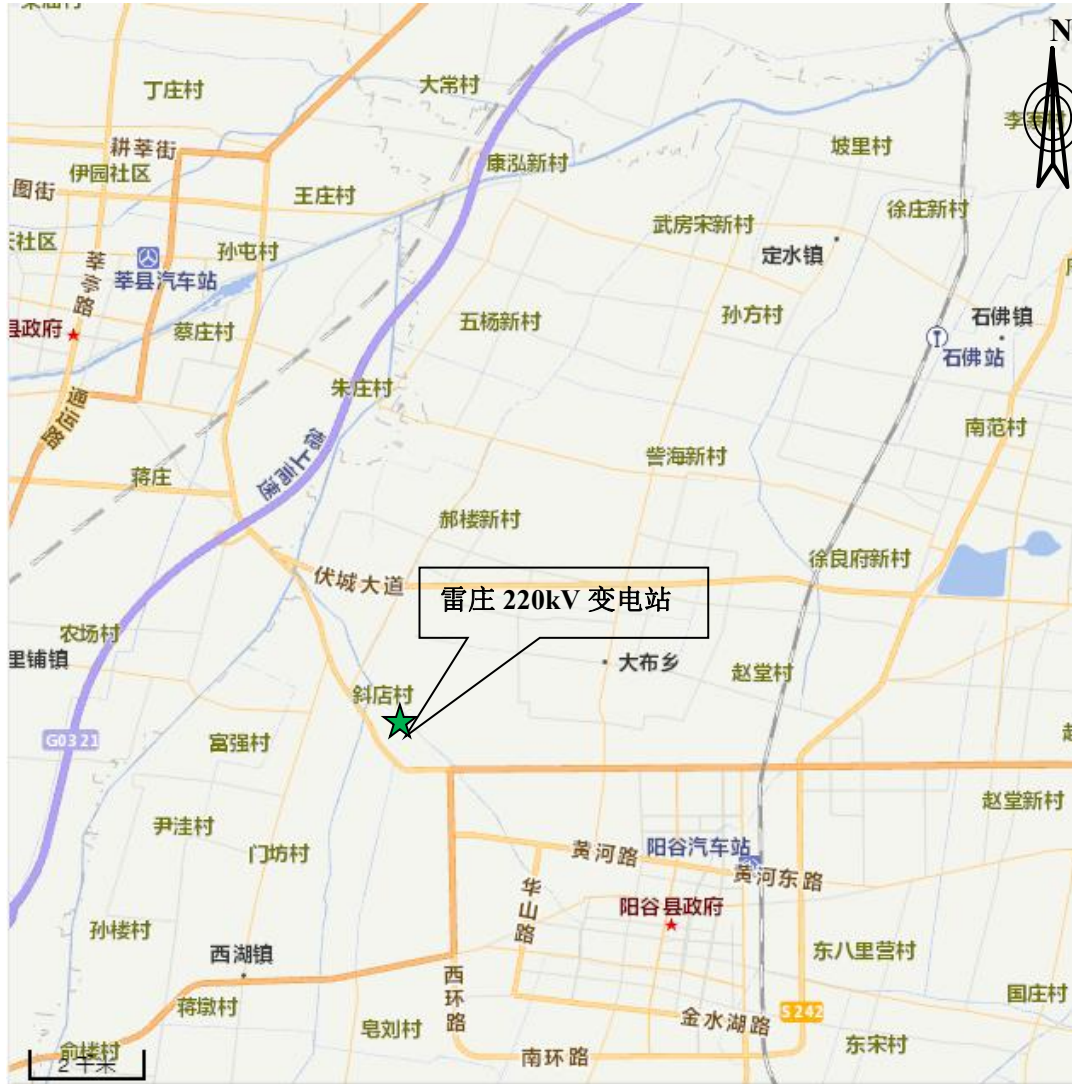 N
大常村
丁庄村
耕莘街
伊园社区
坡里村
康泓新村
图街
王庄村
武房宋新村
徐庄新村
社区
孙屯村
定水镇
莘亭路
莘县汽车站
五杨新村
孙方村
石佛镇
县政府
蔡庄村
石佛站
朱庄村
通运路
南范村
德上高速
訾海新村
蒋庄
郝楼新村
徐良府新村
伏城大道
雷庄 220kV 变电站
农场村
里铺镇
大布乡
赵堂村
斜店村
G0321
富强村
赵堂新村
尹洼村
门坊村
黄河路
阳谷汽车站
黄河东路
华山路
阳谷县政府
孙楼村
西湖镇
东八里营村
西环路
蒋墩村
国庄村
皂刘村
金水湖路
S242
东宋村
俞楼村
2 千米
南环路